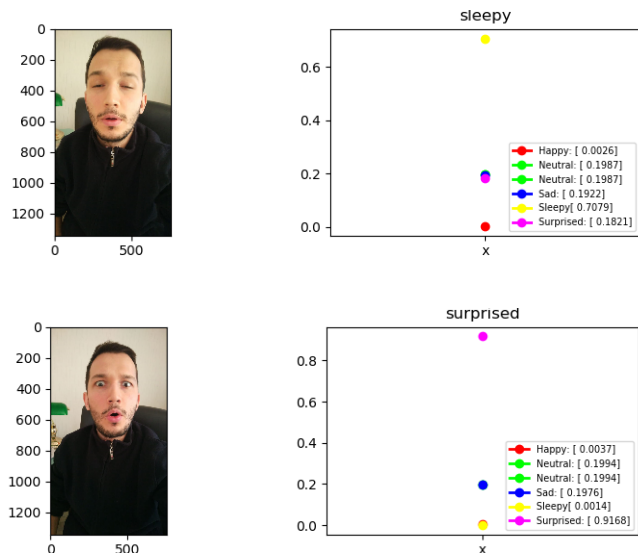 sleepy
0
200
400
600
800
1000
1200
0 500
0.6
0.4
0.2
0.0
x
Happy: [ 0.0026]
Neutral: [ 0.1987]
Neutral: [ 0.1987]
Sad: [ 0.1922]
Sleepy[ 0.7079]
Surprised: [ 0.1821]
surprised
0
200
400
600
800
1000
1200
0 500
0.8
0.6
0.4
0.2
0.0
x
Happy: [ 0.0037]
Neutral: [ 0.1994]
Neutral: [ 0.1994]
Sad: [ 0.1976]
Sleepy[ 0.0014]
Surprised: [ 0.9168]